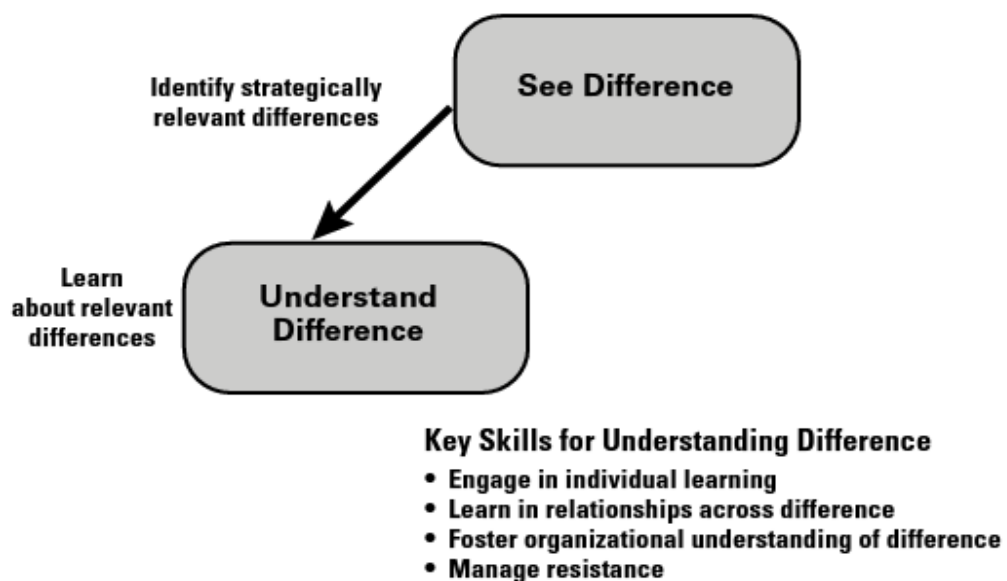 See Difference
Identify strategically
relevant differences
Understand
Difference
Learn
about relevant
differences
Key Skills for Understanding Difference
• Engage in individual learning
• Learn in relationships across difference
• Foster organizational understanding of difference
• Manage resistance